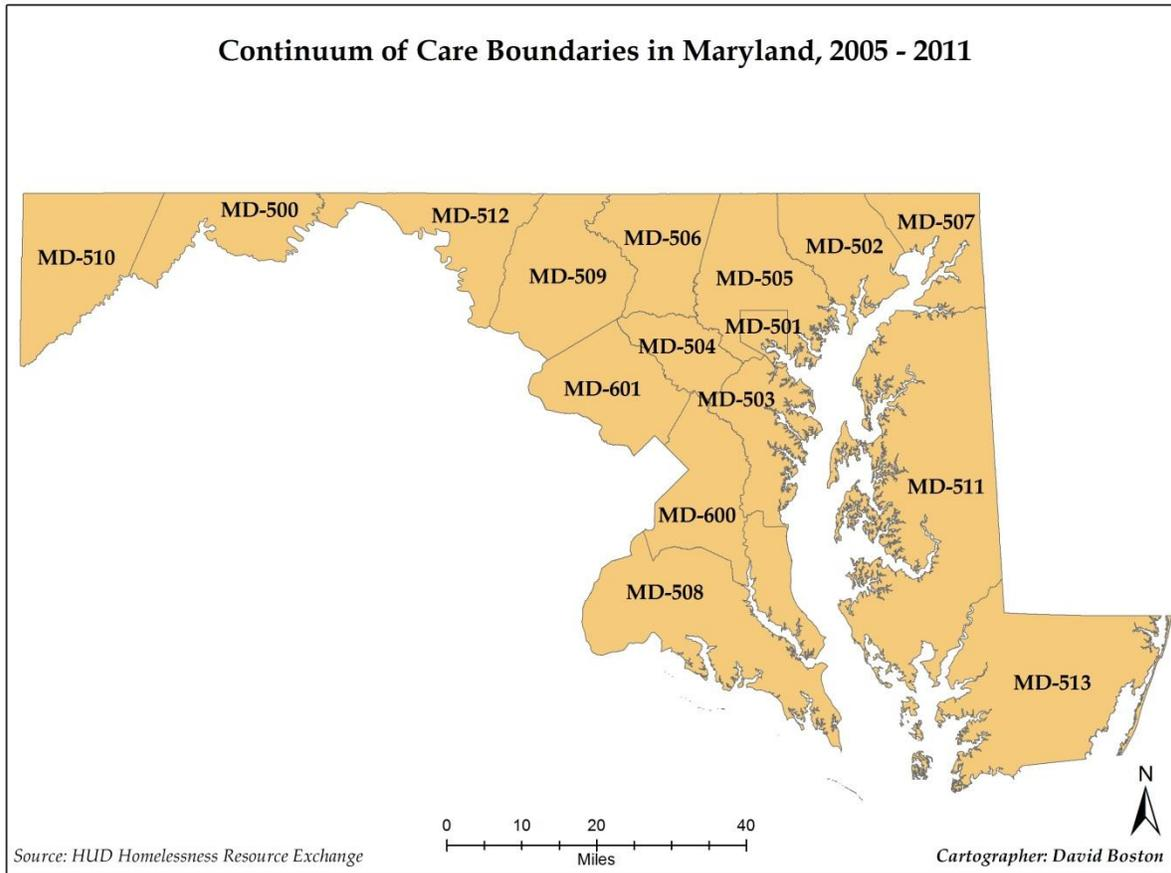 Continuum of Care Boundaries in Maryland, 2005 - 2011
MD-500
MD-512
MD-507
MD-506
MD-502
MD-510
MD-509
MD-505
MD-501
MD-504
MD-601
MD-503
MD-511
MD-600
MD-508
MD-513
N
0 10 20 40
Miles
Source: HUD Homelessness Resource Exchange
Cartographer: David Boston